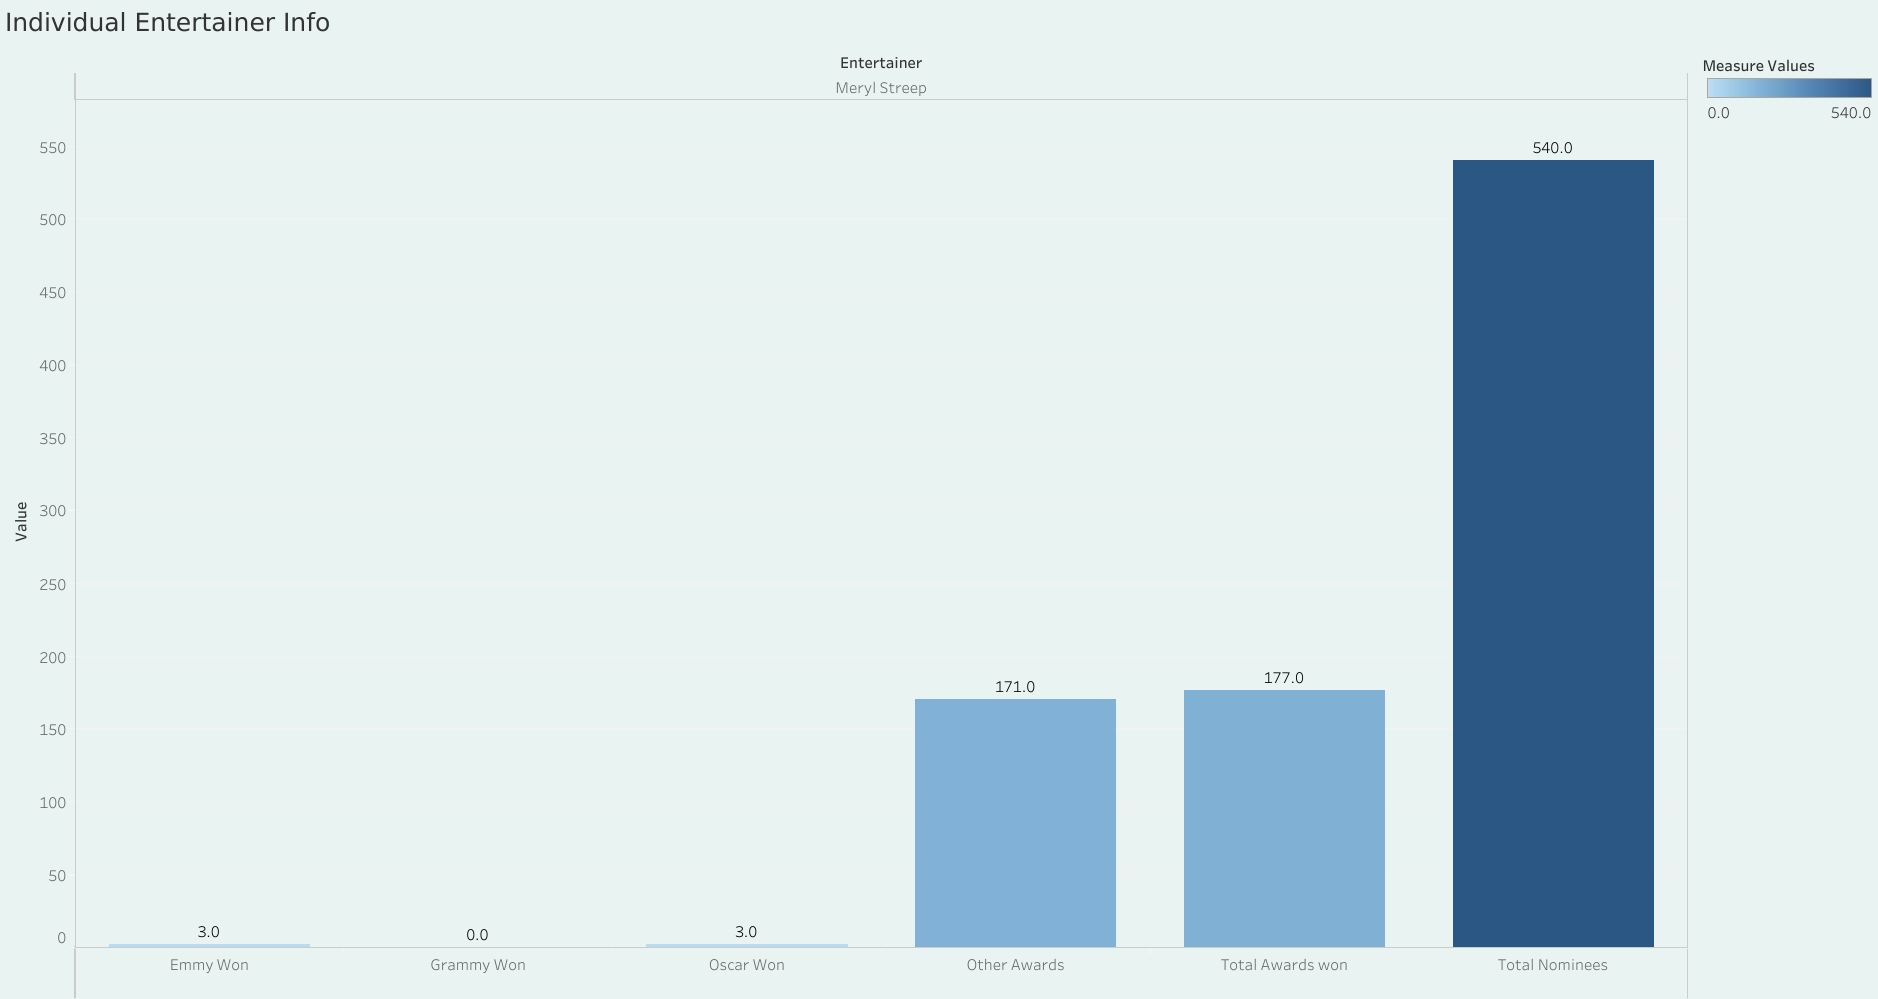 Individual Entertainer Info
Entertainer
Meryl Streep
Measure Values
0.0 540.0
Value
550
500
450
400
350
300
250
200
150
100
50
0
3.0
0.0
3.0
171.0
177.0
540.0
Emmy Won
Grammy Won
Oscar Won
Other Awards
Total Awards won
Total Nominees